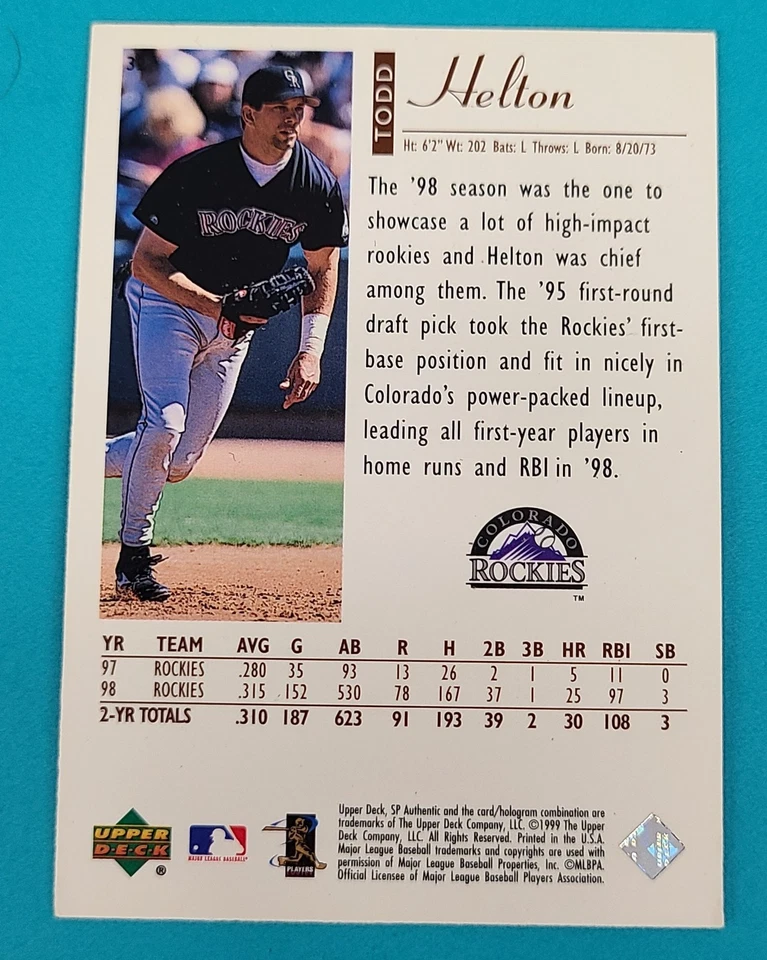 3
TODD
Helton
Ht: 6'2" Wt: 202 Bats: L Throws: L Born: 8/20/73
The '98 season was the one to
showcase a lot of high-impact
rookies and Helton was chief
among them. The '95 first-round
draft pick took the Rockies' first-
base position and fit in nicely in
Colorado's power-packed lineup,
leading all first-year players in
home runs and RBI in '98.
CR
ROCKIES
COLORADO
ROCKIES
™
YR TEAM AVG G AB R H 2B 3B HR RBI SB
97 ROCKIES .280 35 93 13 26 2 1 5 11 0
98 ROCKIES .315 152 530 78 167 37 1 25 97 3
2-YR TOTALS .310 187 623 91 193 39 2 30 108 3
UPPER
DECK
®
MAJOR LEAGUE BASEBALL
PLAYERS
Upper Deck, SP Authentic and the card/hologram combination are
trademarks of The Upper Deck Company, LLC. ©1999 The Upper
Deck Company, LLC. All Rights Reserved. Printed in the U.S.A.
Major League Baseball trademarks and copyrights are used with
permission of Major League Baseball Properties, Inc. ©MLBPA.
Official Licensee of Major League Baseball Players Association.